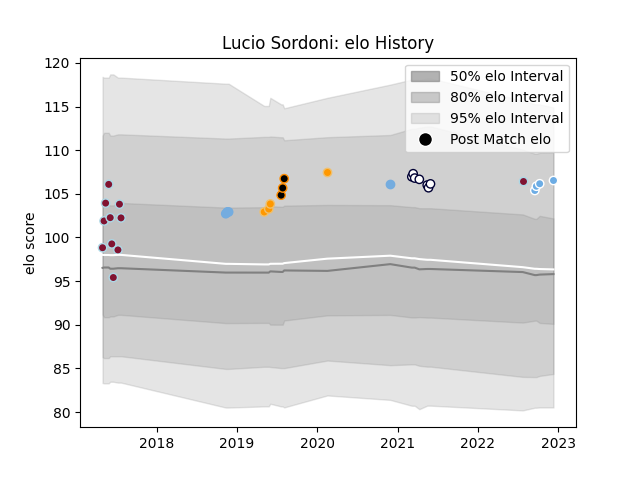 Lucio Sordoni: elo History
50% elo Interval
80% elo Interval
95% elo Interval
Post Match elo
elo score
120
115
110
105
100
95
90
85
80
2018 2019 2020 2021 2022 2023